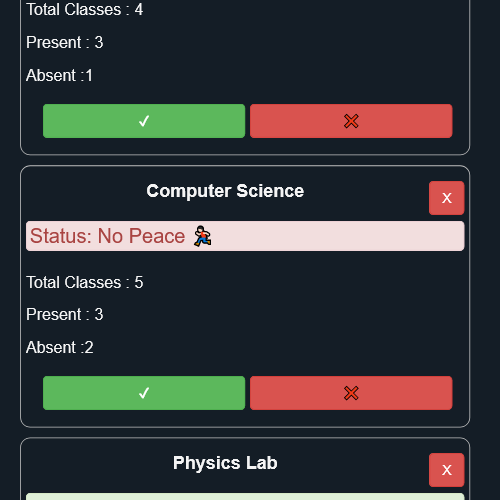 Total Classes : 4
Present : 3
Absent :1
✓ ✕
Computer Science
X
Status: No Peace 🏃
Total Classes : 5
Present : 3
Absent :2
✓ ✕
Physics Lab
X